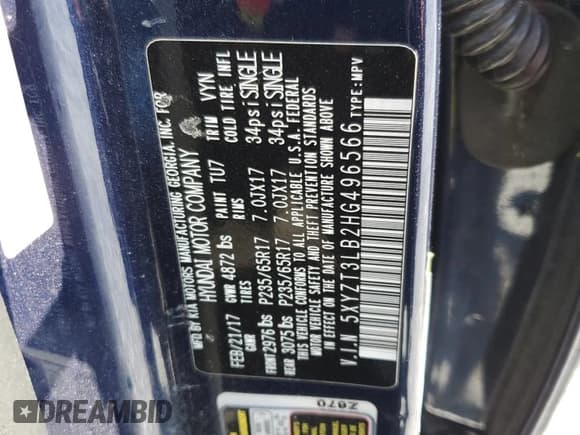 MFD BY KIA MOTORS MANUFACTURING GEORGIA, INC. FOR
HYUNDAI MOTOR COMPANY
FEB/21/17 GVWR 4872 lbs PAINT TU7 TRIM VYN
GAWR TIRES RIMS COLD TIRE INFL
FRONT 2976 lbs P235/65R17 7.0JX17 34psi SINGLE
REAR 3075 lbs P235/65R17 7.0JX17 34psi SINGLE
THIS VEHICLE CONFORMS TO ALL APPLICABLE U.S.A. FEDERAL
MOTOR VEHICLE SAFETY AND THEFT PREVENTION STANDARDS
IN EFFECT ON THE DATE OF MANUFACTURE SHOWN ABOVE
V.I.N 5XYZT3LB2HG496566 TYPE:MPV
Z670
DREAMBID